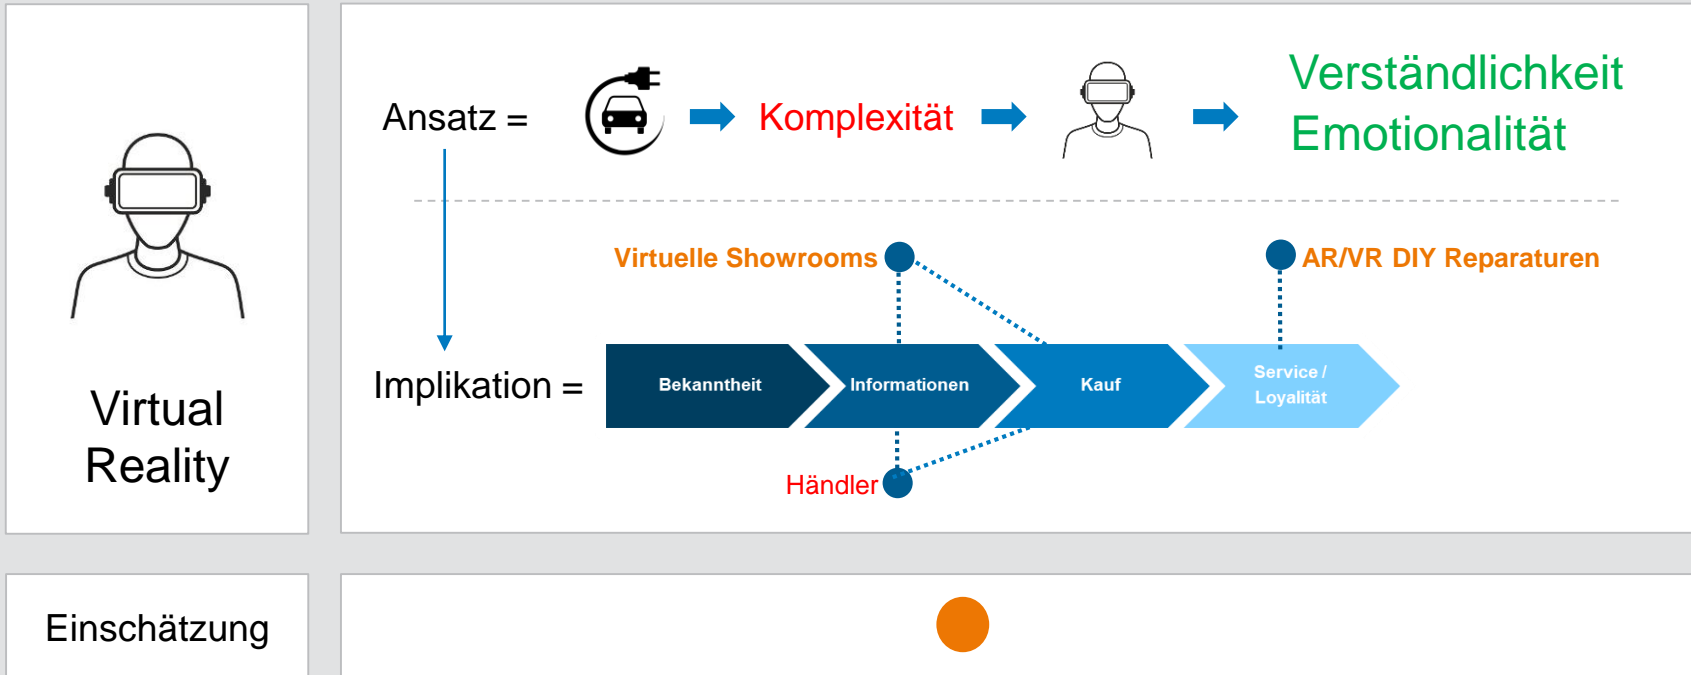 Virtual
Reality
Ansatz =
Komplexität
Verständlichkeit
Emotionalität
Virtuelle Showrooms
AR/VR DIY Reparaturen
Implikation =
Bekanntheit
Informationen
Kauf
Service /
Loyalität
Händler
Einschätzung